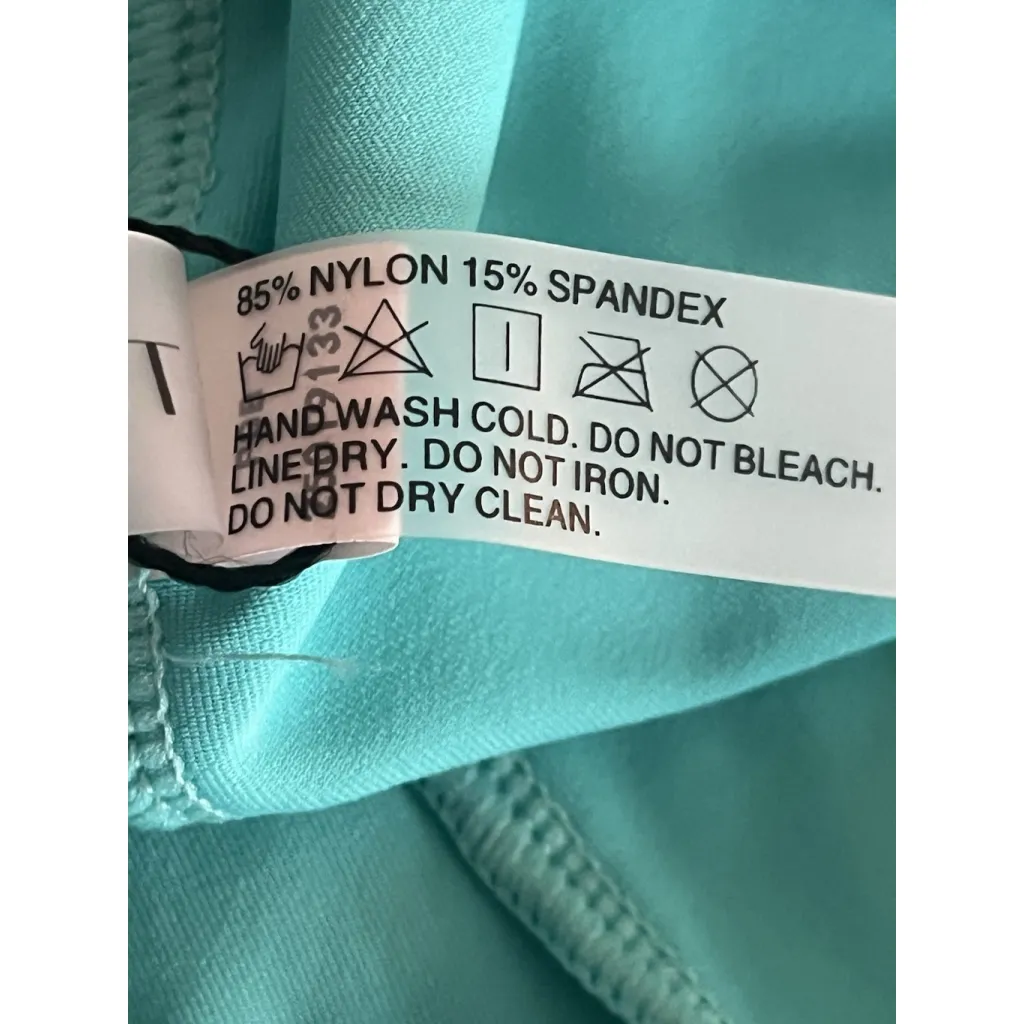 85% NYLON 15% SPANDEX
HAND WASH COLD. DO NOT BLEACH.
LINE DRY. DO NOT IRON.
DO NOT DRY CLEAN.